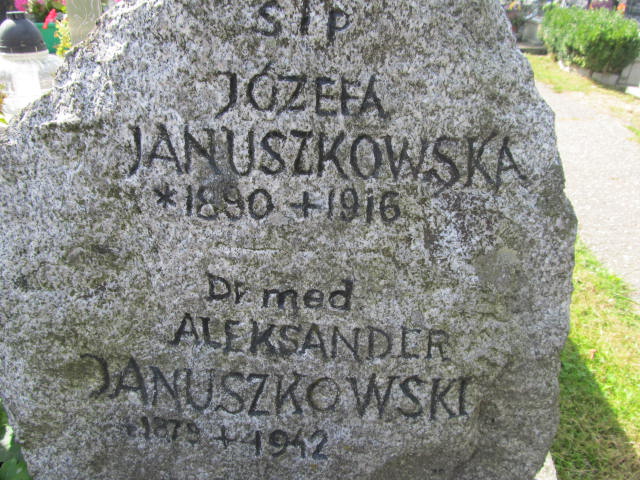 S†P
JÓZEFA
JANUSZKOWSKA
*1890 +1916
Dr med
ALEKSANDER
JANUSZKOWSKI
*1879 +1942